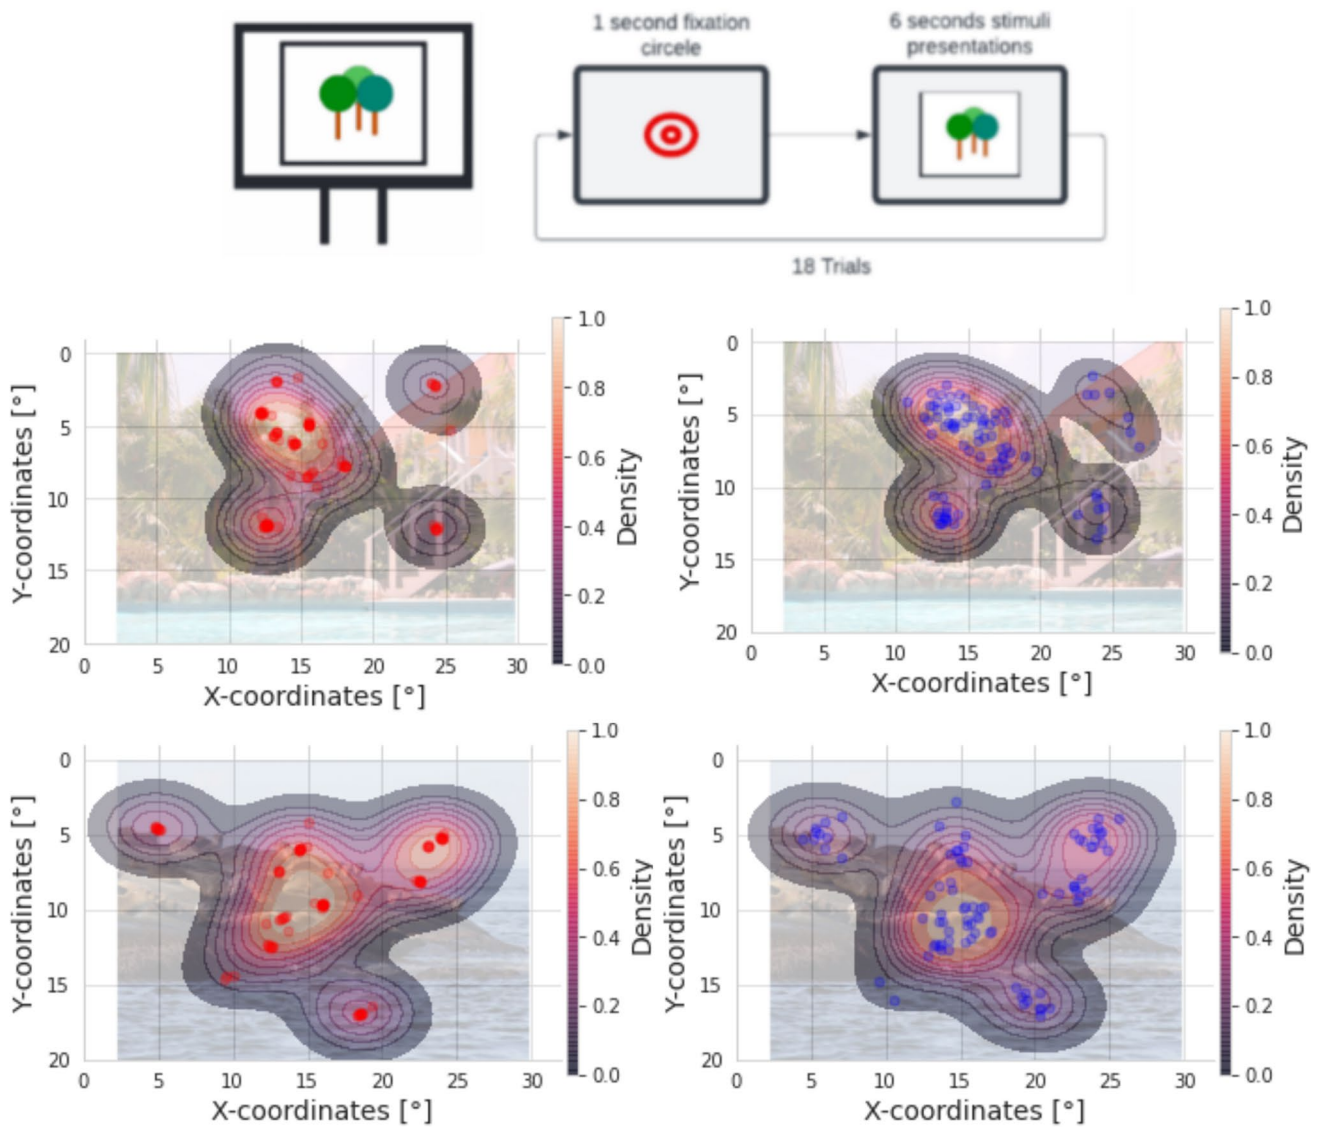 1 second fixation
circele
6 seconds stimuli
presentations
18 Trials
0
5
10
15
20
Y-coordinates [°]
0 5 10 15 20 25 30
X-coordinates [°]
1.0
0.8
0.6
0.4
0.2
0.0
Density
0
5
10
15
20
Y-coordinates [°]
0 5 10 15 20 25 30
X-coordinates [°]
1.0
0.8
0.6
0.4
0.2
0.0
Density
0
5
10
15
20
Y-coordinates [°]
0 5 10 15 20 25 30
X-coordinates [°]
1.0
0.8
0.6
0.4
0.2
0.0
Density
0
5
10
15
20
Y-coordinates [°]
0 5 10 15 20 25 30
X-coordinates [°]
1.0
0.8
0.6
0.4
0.2
0.0
Density